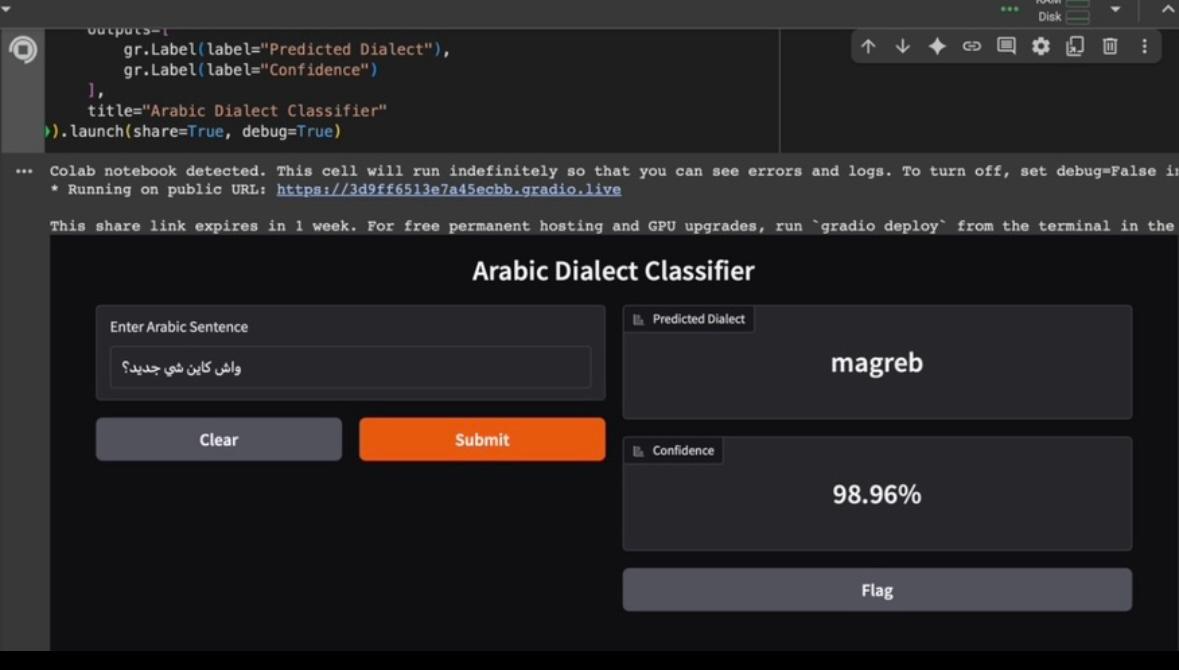 RAM
Disk
outputs=[
gr.Label(label="Predicted Dialect"),
gr.Label(label="Confidence")
],
title="Arabic Dialect Classifier"
).launch(share=True, debug=True)
Colab notebook detected. This cell will run indefinitely so that you can see errors and logs. To turn off, set debug=False
* Running on public URL: https://3d9ff6513e7a45ecbb.gradio.live
This share link expires in 1 week. For free permanent hosting and GPU upgrades, run `gradio deploy` from the terminal in the
Arabic Dialect Classifier
Enter Arabic Sentence
واش كاين شي جديد؟
Clear
Submit
Predicted Dialect
magreb
Confidence
98.96%
Flag